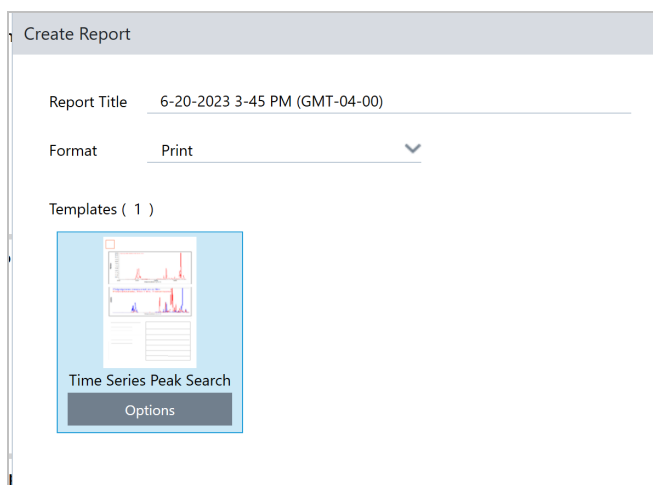 Create Report
Report Title 6-20-2023 3-45 PM (GMT-04-00)
Format Print
Templates ( 1 )
Time Series Peak Search
Options